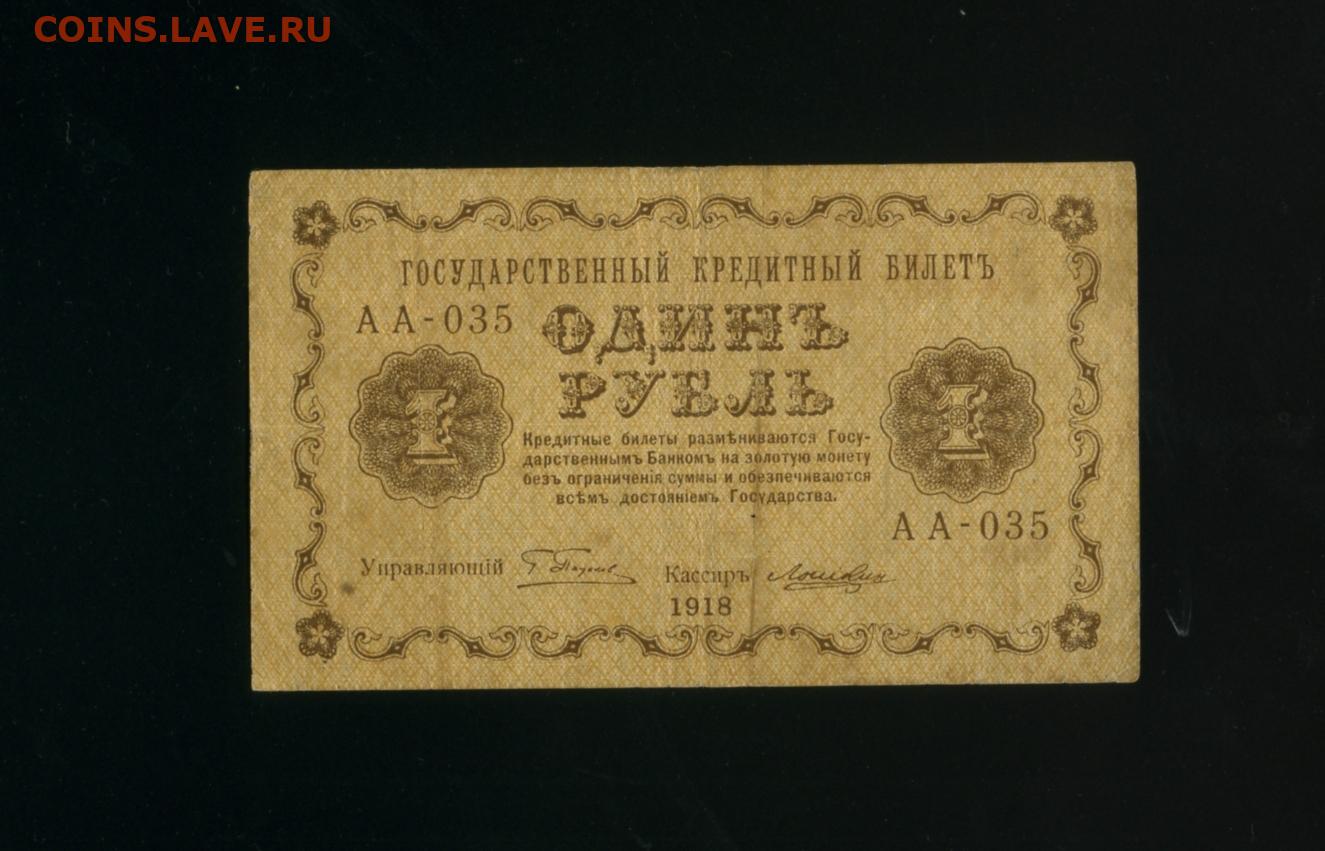 COINS.LAVE.RU
ГОСУДАРСТВЕННЫЙ КРЕДИТНЫЙ БИЛЕТЪ
АА-035
ОДИНЪ
РУБЛЬ
1
1
Кредитные билеты размѣниваются Госу-
дарственнымъ Банкомъ на золотую монету
безъ ограниченія суммы и обезпечиваются
всѣмъ достояніемъ Государства.
АА-035
Управляющій
Кассиръ
1918